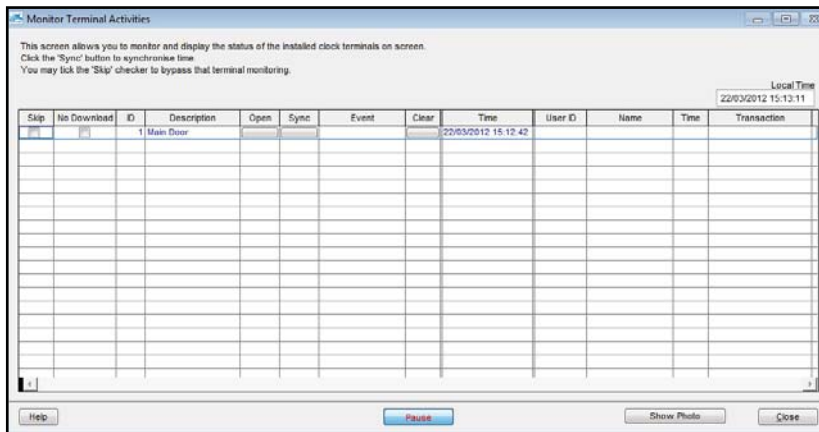 Monitor Terminal Activities
This screen allows you to monitor and display the status of the installed clock terminals on screen.
Click the 'Sync' button to synchronise time
You may tick the 'Skip' checker to bypass that terminal monitoring.
Local Time
22/03/2012 15:13:11
Skip No Download ID Description Open Sync Event Clear Time User ID Name Time Transaction
1 Main Door 22/03/2012 15:12:42
Help Pause Show Photo Close